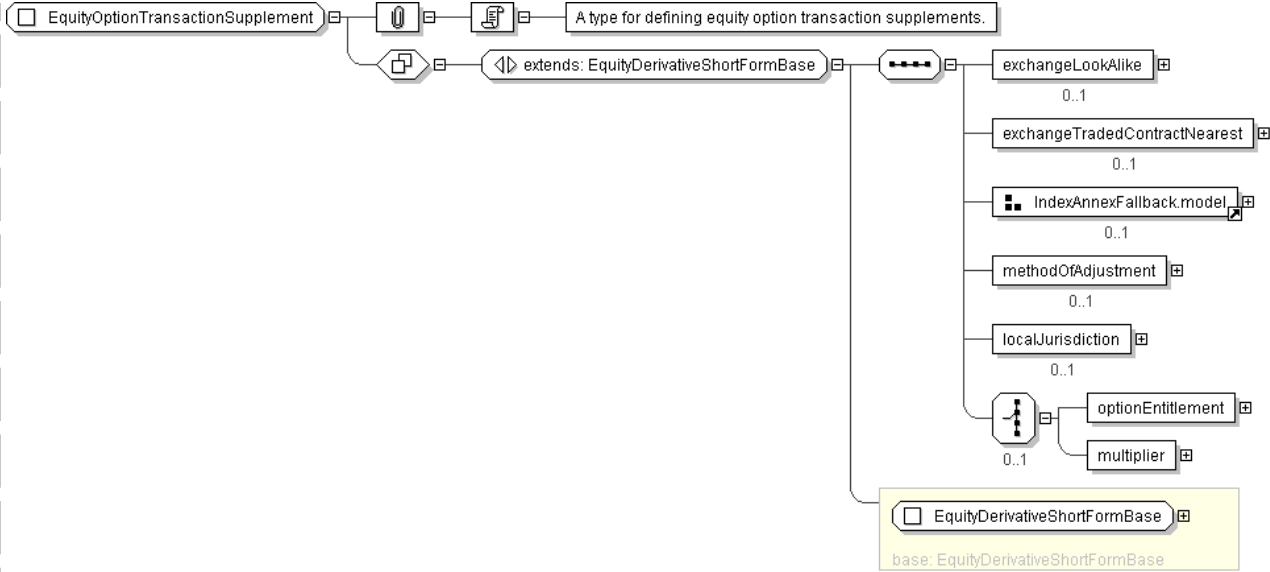 EquityOptionTransactionSupplement
A type for defining equity option transaction supplements.
extends: EquityDerivativeShortFormBase
exchangeLookAlike
0..1
exchangeTradedContractNearest
0..1
IndexAnnexFallback.model
0..1
methodOfAdjustment
0..1
localJurisdiction
0..1
optionEntitlement
multiplier
0..1
EquityDerivativeShortFormBase
base: EquityDerivativeShortFormBase